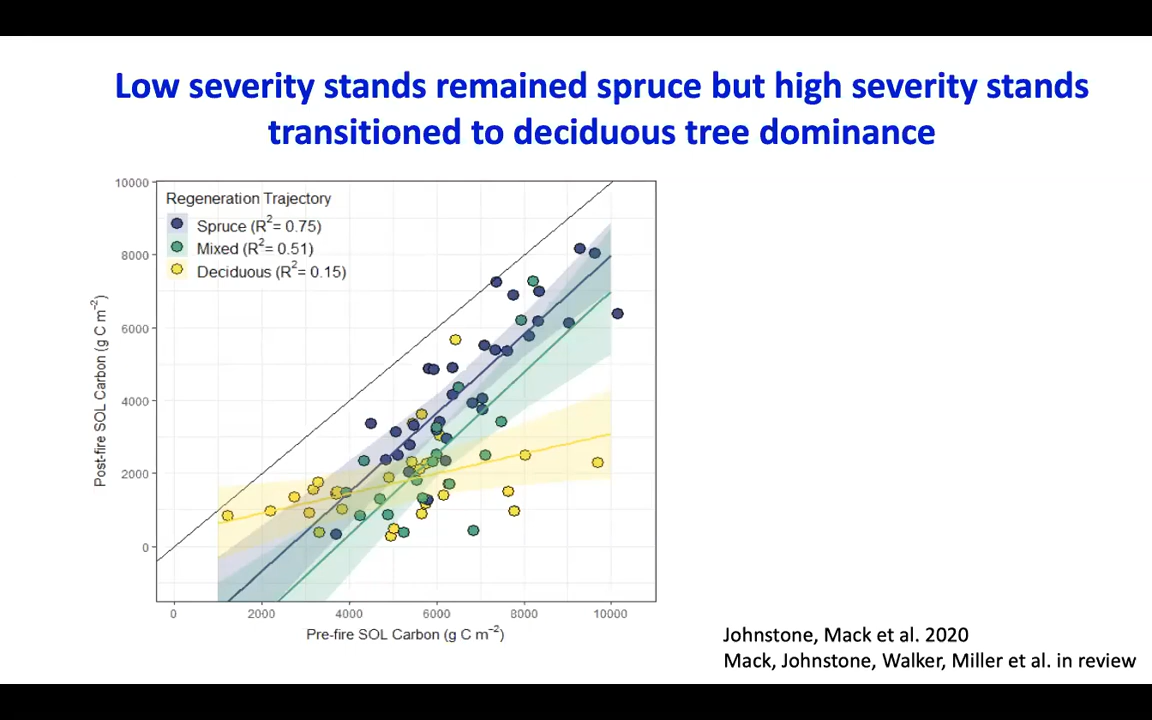 Low severity stands remained spruce but high severity stands
transitioned to deciduous tree dominance
Regeneration Trajectory
Spruce (R²= 0.75)
Mixed (R²= 0.51)
Deciduous (R²= 0.15)
10000
8000
6000
4000
2000
0
Post-fire SOL Carbon (g C m⁻²)
0 2000 4000 6000 8000 10000
Pre-fire SOL Carbon (g C m⁻²)
Johnstone, Mack et al. 2020
Mack, Johnstone, Walker, Miller et al. in review